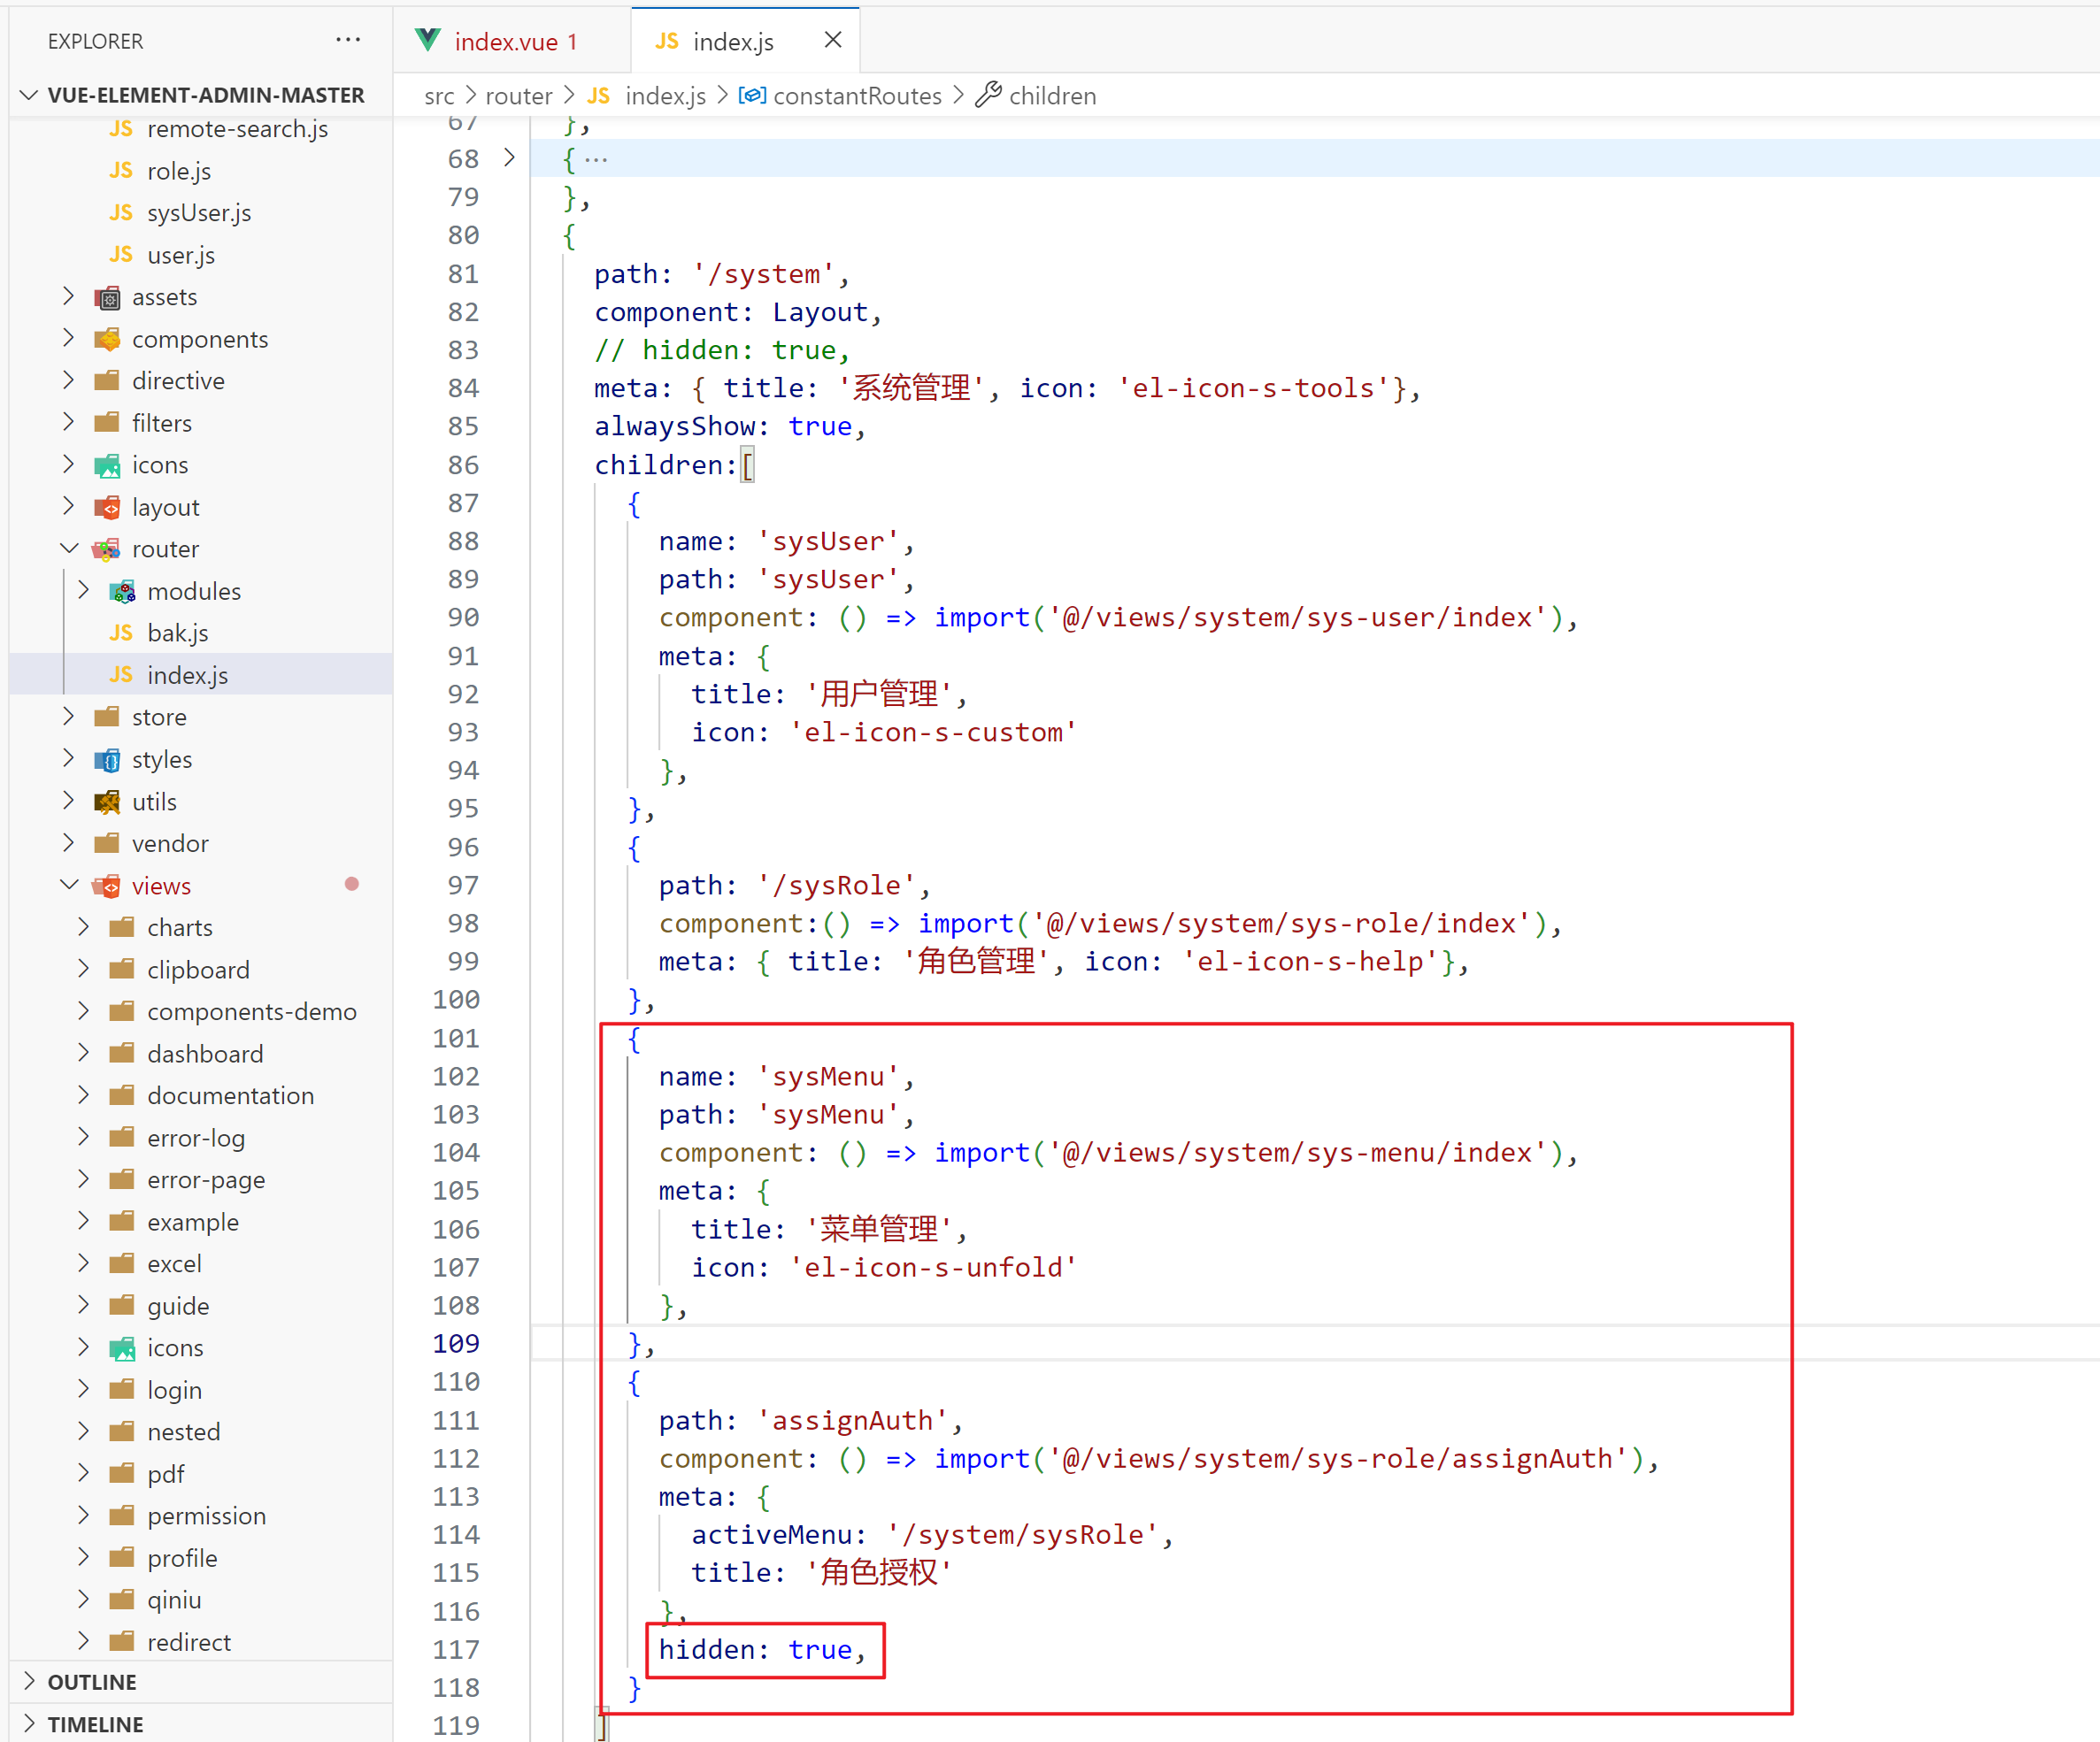 EXPLORER
···
VUE-ELEMENT-ADMIN-MASTER
JS remote-search.js
JS role.js
JS sysUser.js
JS user.js
assets
components
directive
filters
icons
layout
router
modules
JS bak.js
JS index.js
store
styles
utils
vendor
views
charts
clipboard
components-demo
dashboard
documentation
error-log
error-page
example
excel
guide
icons
login
nested
pdf
permission
profile
qiniu
redirect
OUTLINE
TIMELINE
index.vue 1
JS index.js
src > router > JS index.js > constantRoutes > children
67 },
68 { ···
79 },
80 {
81 path: '/system',
82 component: Layout,
83 // hidden: true,
84 meta: { title: '系统管理', icon: 'el-icon-s-tools'},
85 alwaysShow: true,
86 children:[
87 {
88 name: 'sysUser',
89 path: 'sysUser',
90 component: () => import('@/views/system/sys-user/index'),
91 meta: {
92 title: '用户管理',
93 icon: 'el-icon-s-custom'
94 },
95 },
96 {
97 path: '/sysRole',
98 component:() => import('@/views/system/sys-role/index'),
99 meta: { title: '角色管理', icon: 'el-icon-s-help'},
100 },
101 {
102 name: 'sysMenu',
103 path: 'sysMenu',
104 component: () => import('@/views/system/sys-menu/index'),
105 meta: {
106 title: '菜单管理',
107 icon: 'el-icon-s-unfold'
108 },
109 },
110 {
111 path: 'assignAuth',
112 component: () => import('@/views/system/sys-role/assignAuth'),
113 meta: {
114 activeMenu: '/system/sysRole',
115 title: '角色授权'
116 },
117 hidden: true,
118 }
119 ]